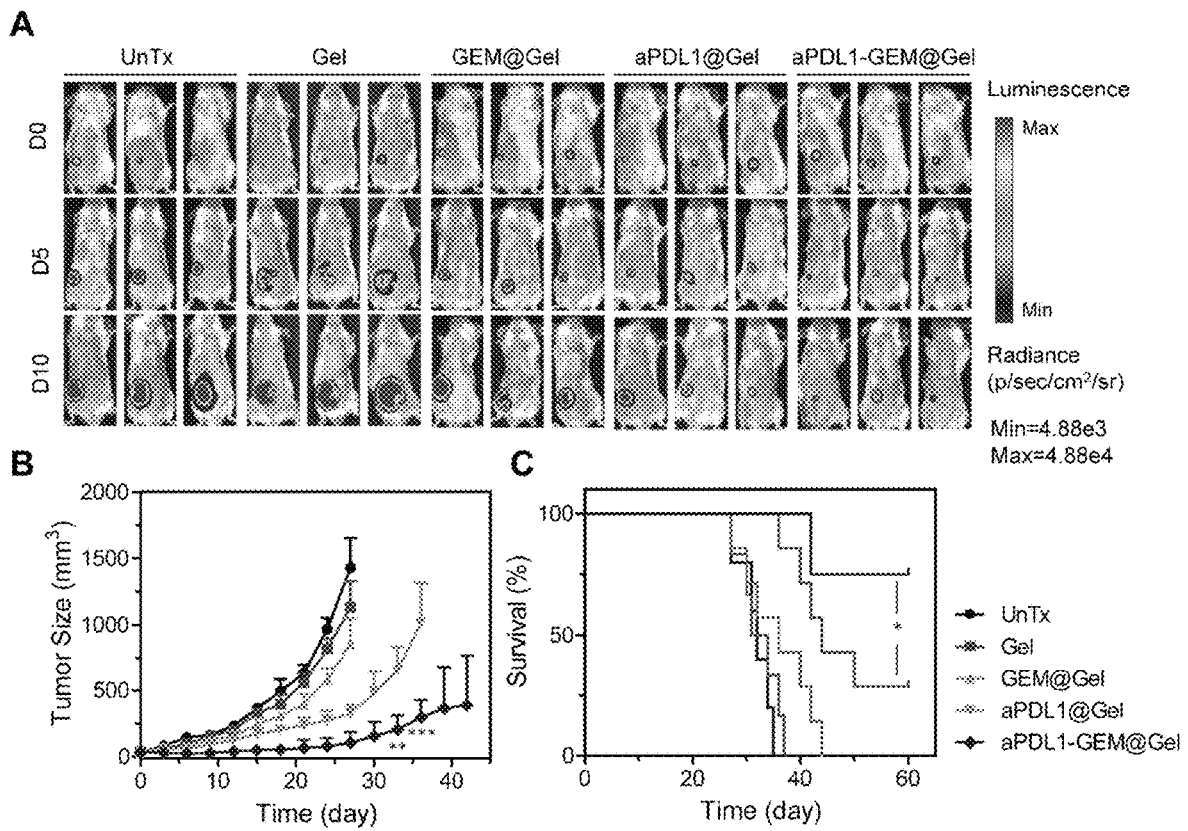 A
UnTx Gel GEM@Gel aPDL1@Gel aPDL1-GEM@Gel
Luminescence
D0
Max
D5
Min
D10
Radiance
(p/sec/cm²/sr)
Min=4.88e3
Max=4.88e4
B
Tumor Size (mm³)
2000
1500
1000
500
0
0 10 20 30 40
Time (day)
** ***
C
Survival (%)
100
50
0
0 20 40 60
Time (day)
*
UnTx
Gel
GEM@Gel
aPDL1@Gel
aPDL1-GEM@Gel